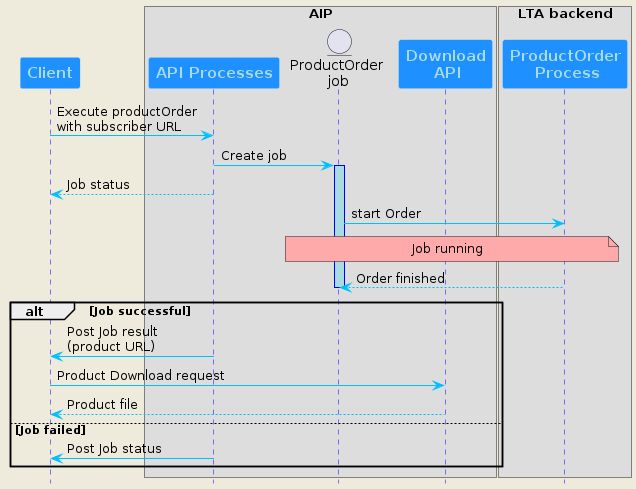 AIP
LTA backend
Client
API Processes
ProductOrder
job
Download
API
ProductOrder
Process
Execute productOrder
with subscriber URL
Create job
Job status
start Order
Job running
Order finished
alt
[Job successful]
Post Job result
(product URL)
Product Download request
Product file
[Job failed]
Post Job status